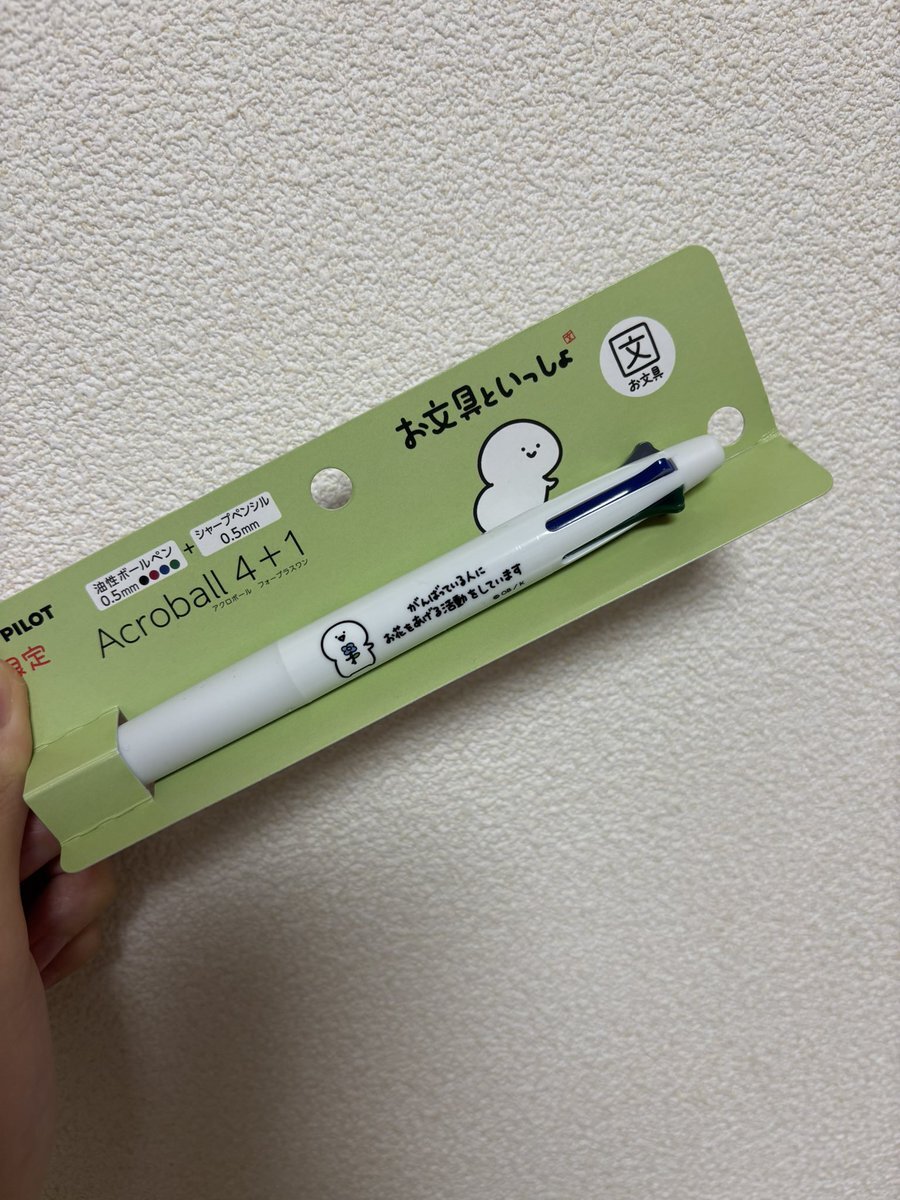 お文具といっしょ
文
文
お文具
油性ボールペン
0.5mm
+
シャープペンシル
0.5mm
Acroball 4+1
アクロボール フォープラスワン
PILOT
限定
がんばっている人に
お花をあげる活動をしています
©OB/K